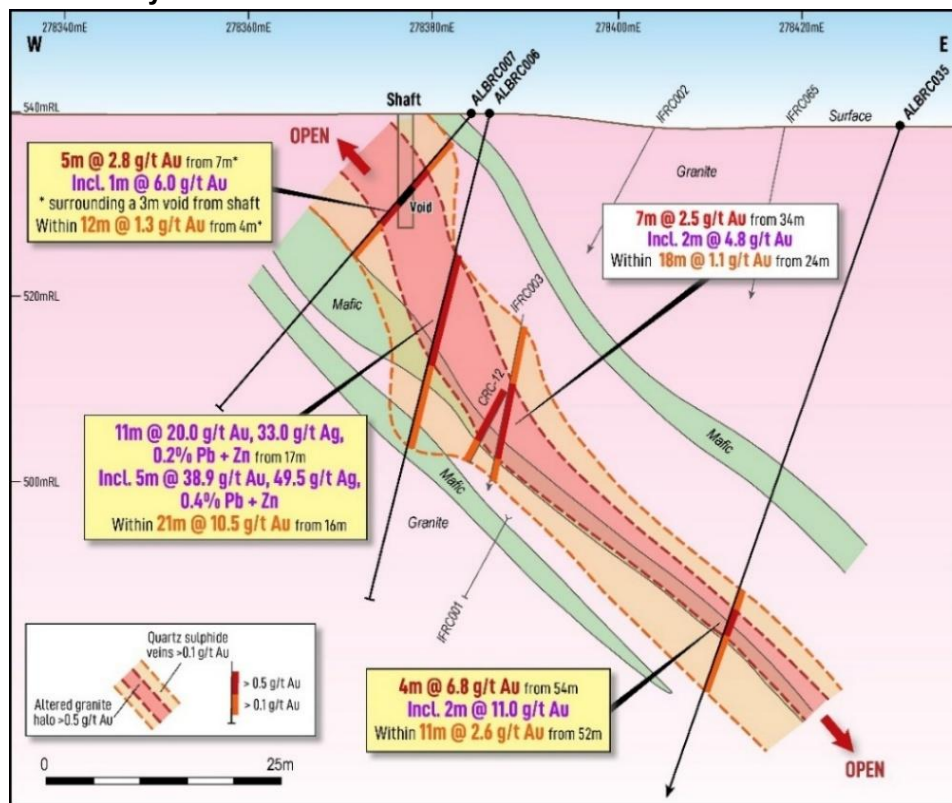 278340mE
278360mE
278380mE
278400mE
278420mE
W
E
ALBRC007
ALBRC006
ALBRC035
540mRL
Shaft
IFRC002
IFRC065
Surface
OPEN
Granite
5m @ 2.8 g/t Au from 7m*
Incl. 1m @ 6.0 g/t Au
* surrounding a 3m void from shaft
Within 12m @ 1.3 g/t Au from 4m*
Void
7m @ 2.5 g/t Au from 34m
Incl. 2m @ 4.8 g/t Au
Within 18m @ 1.1 g/t Au from 24m
520mRL
Mafic
IFRC003
CRC-12
11m @ 20.0 g/t Au, 33.0 g/t Ag,
0.2% Pb + Zn from 17m
Incl. 5m @ 38.9 g/t Au, 49.5 g/t Ag,
0.4% Pb + Zn
Within 21m @ 10.5 g/t Au from 16m
Mafic
500mRL
Mafic
Granite
IFRC001
Quartz sulphide
veins >0.1 g/t Au
Altered granite
halo >0.5 g/t Au
> 0.5 g/t Au
> 0.1 g/t Au
4m @ 6.8 g/t Au from 54m
Incl. 2m @ 11.0 g/t Au
Within 11m @ 2.6 g/t Au from 52m
0
25m
OPEN